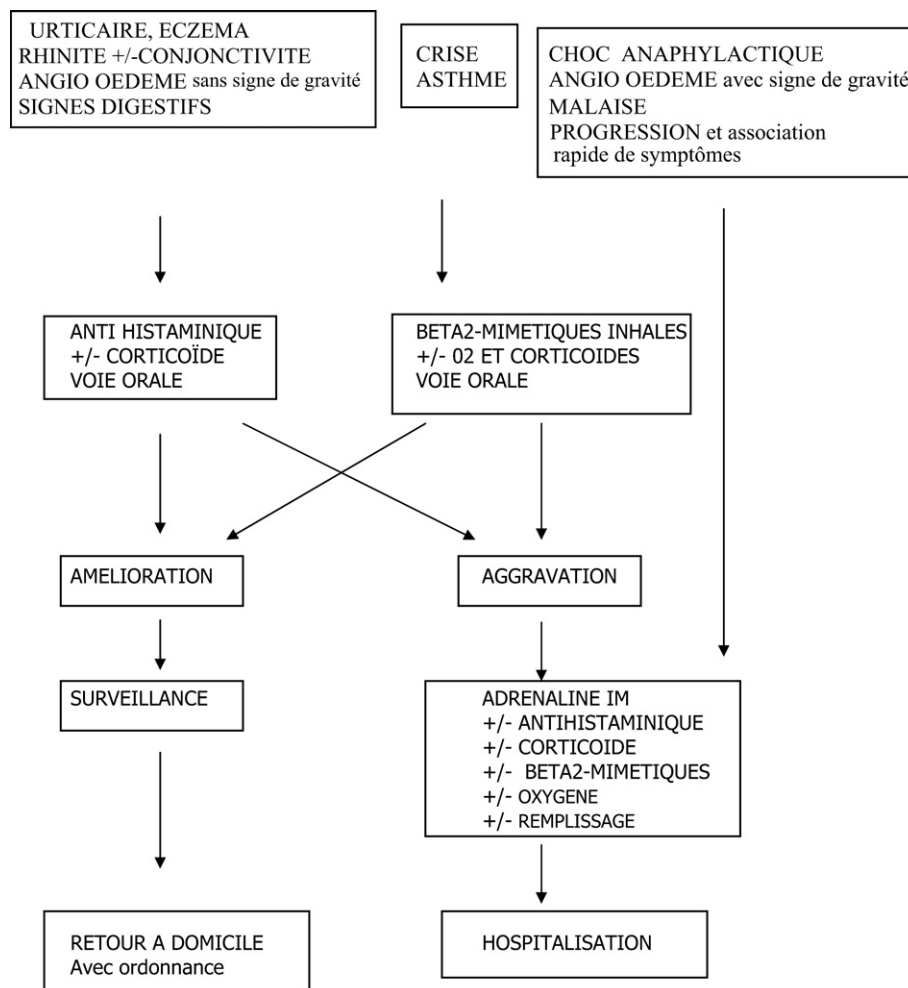 URTICAIRE, ECZEMA
RHINITE +/-CONJONCTIVITE
ANGIO OEDEME sans signe de gravité
SIGNES DIGESTIFS
CRISE
ASTHME
CHOC ANAPHYLACTIQUE
ANGIO OEDEME avec signe de gravité
MALAISE
PROGRESSION et association
rapide de symptômes
ANTI HISTAMINIQUE
+/- CORTICOÏDE
VOIE ORALE
BETA2-MIMETIQUES INHALES
+/- 02 ET CORTICOIDES
VOIE ORALE
AMELIORATION
AGGRAVATION
SURVEILLANCE
ADRENALINE IM
+/- ANTIHISTAMINIQUE
+/- CORTICOIDE
+/- BETA2-MIMETIQUES
+/- OXYGENE
+/- REMPLISSAGE
RETOUR A DOMICILE
Avec ordonnance
HOSPITALISATION